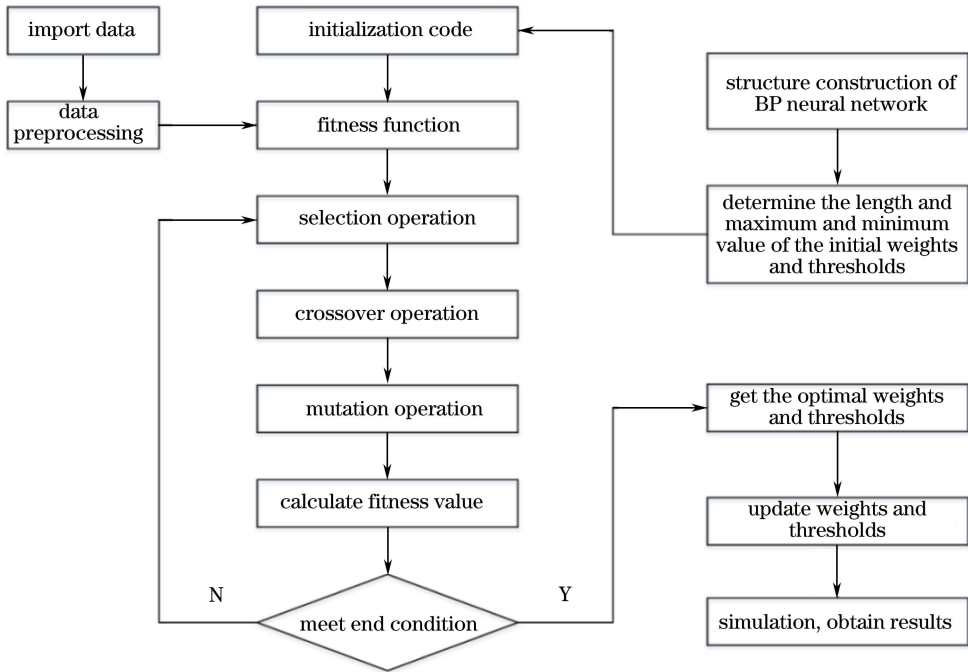 import data
data
preprocessing
initialization code
fitness function
selection operation
crossover operation
mutation operation
calculate fitness value
meet end condition
N
Y
structure construction of
BP neural network
determine the length and
maximum and minimum
value of the initial weights
and thresholds
get the optimal weights
and thresholds
update weights and
thresholds
simulation, obtain results